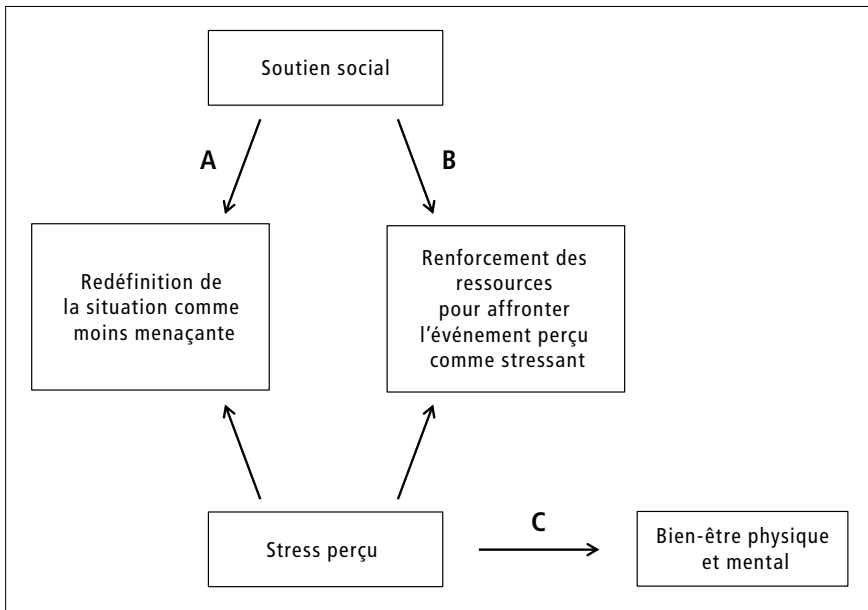 Soutien social
A
B
Redéfinition de
la situation comme
moins menaçante
Renforcement des
ressources
pour affronter
l’événement perçu
comme stressant
Stress perçu
C
Bien-être physique
et mental